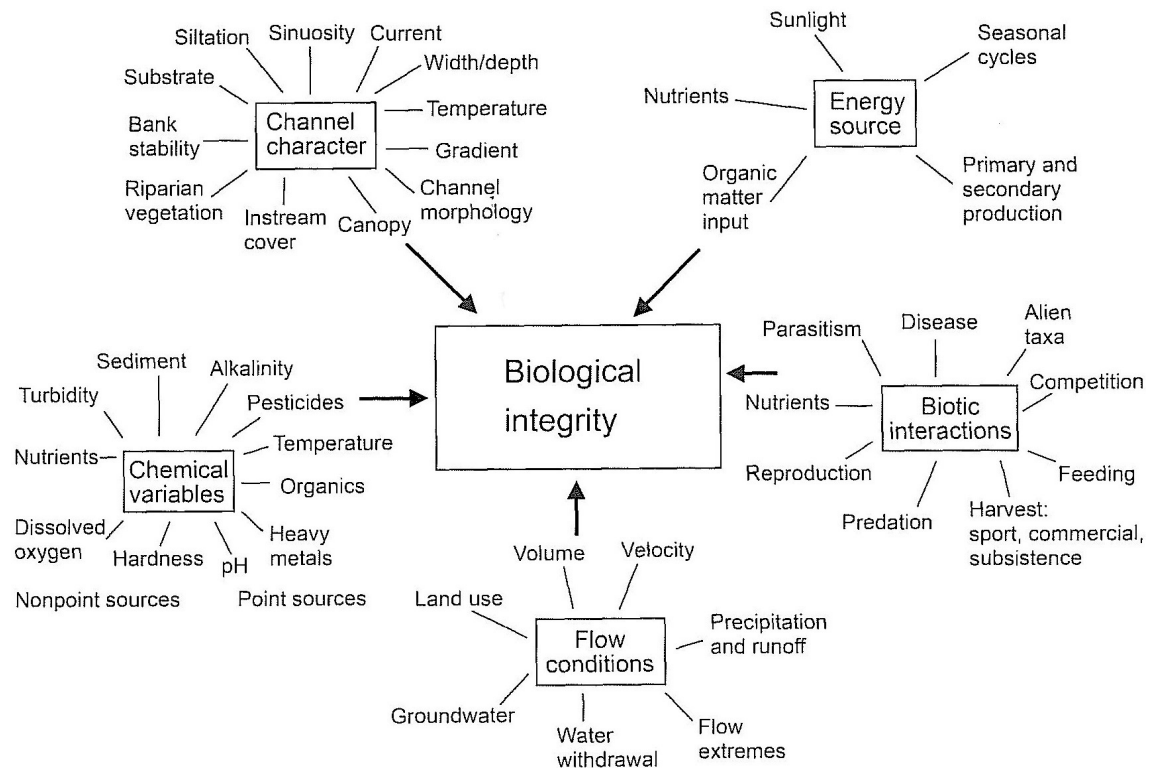 Siltation
Sinuosity
Current
Substrate
Width/depth
Bank
stability
Channel
character
Temperature
Gradient
Riparian
vegetation
Instream
cover
Canopy
Channel
morphology
Sunlight
Seasonal
cycles
Nutrients
Energy
source
Organic
matter
input
Primary and
secondary
production
Biological
integrity
Sediment
Alkalinity
Turbidity
Pesticides
Nutrients
Chemical
variables
Temperature
Organics
Dissolved
oxygen
Hardness
pH
Heavy
metals
Nonpoint sources
Point sources
Parasitism
Disease
Alien
taxa
Nutrients
Biotic
interactions
Competition
Reproduction
Predation
Harvest:
sport, commercial,
subsistence
Feeding
Volume
Velocity
Land use
Flow
conditions
Precipitation
and runoff
Groundwater
Water
withdrawal
Flow
extremes